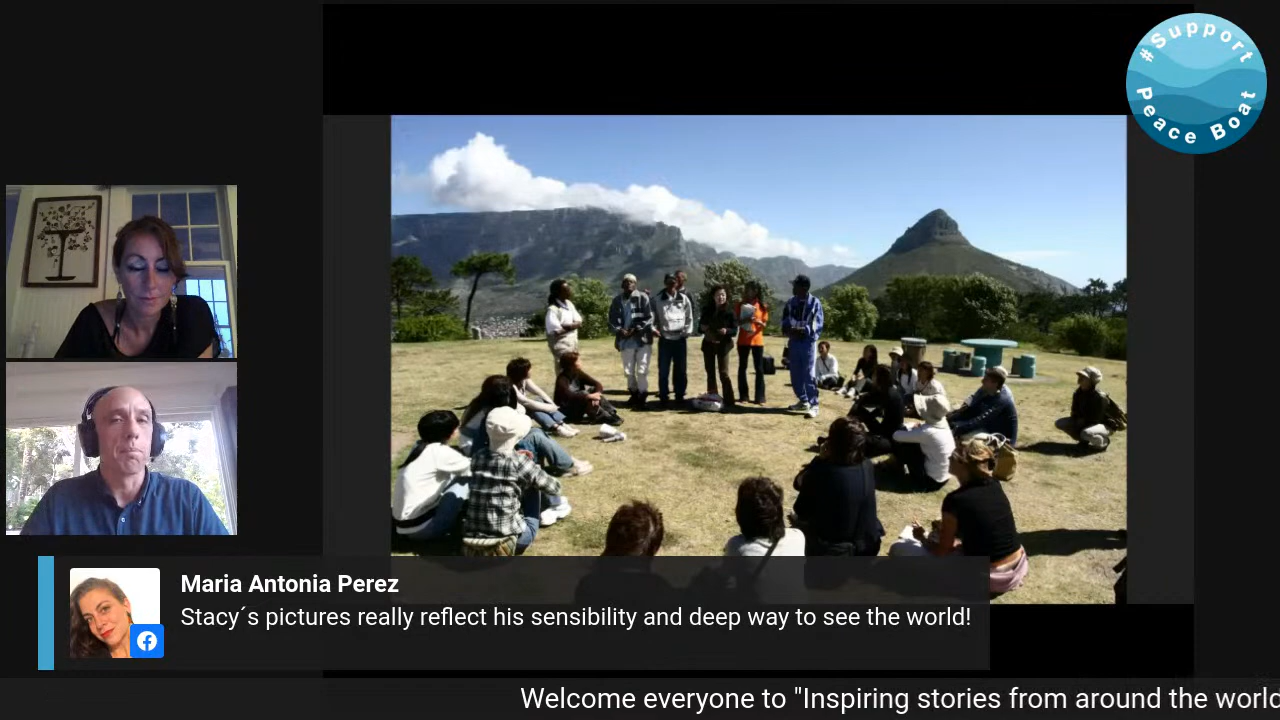 #Support
Peace Boat
Maria Antonia Perez
Stacy´s pictures really reflect his sensibility and deep way to see the world!
Welcome everyone to "Inspiring stories from around the world